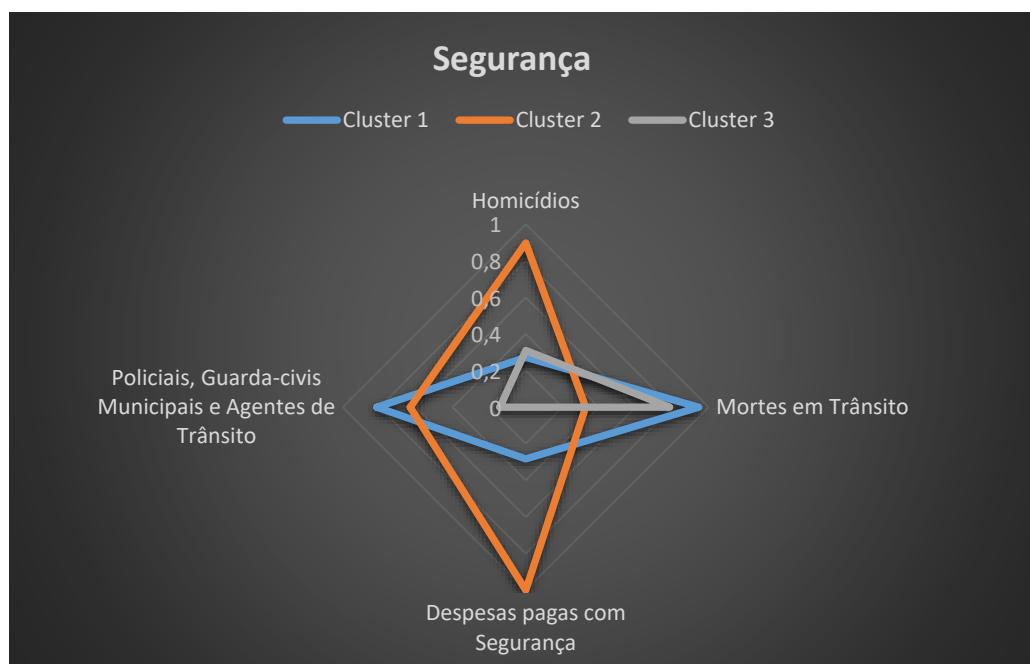 Segurança
Cluster 1
Cluster 2
Cluster 3
Homicídios
1
0,8
0,6
0,4
0,2
0
Policiais, Guarda-civis
Municipais e Agentes de
Trânsito
Mortes em Trânsito
Despesas pagas com
Segurança